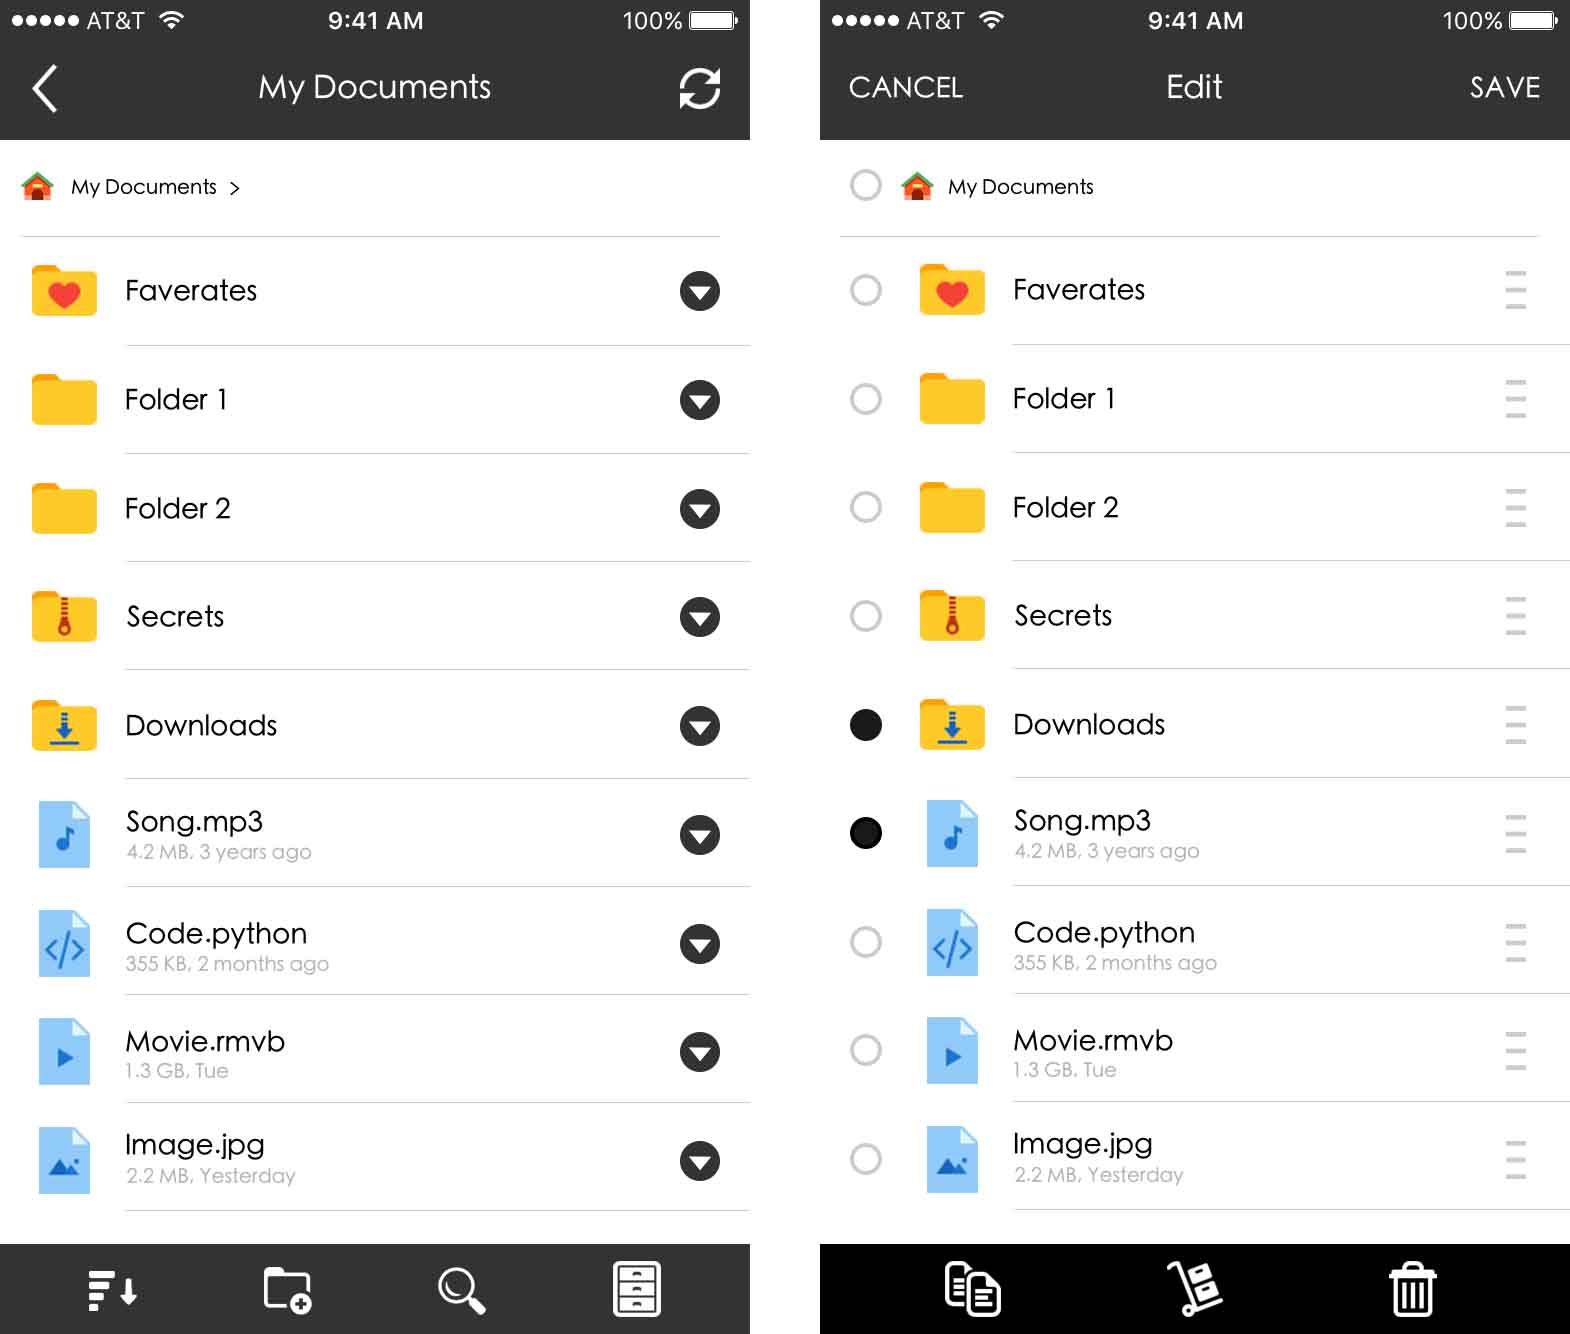 AT&T 9:41 AM 100%
My Documents
My Documents >
Faverates
Folder 1
Folder 2
Secrets
Downloads
Song.mp3
4.2 MB, 3 years ago
Code.python
355 KB, 2 months ago
Movie.rmvb
1.3 GB, Tue
Image.jpg
2.2 MB, Yesterday
AT&T 9:41 AM 100%
CANCEL Edit SAVE
My Documents
Faverates
Folder 1
Folder 2
Secrets
Downloads
Song.mp3
4.2 MB, 3 years ago
Code.python
355 KB, 2 months ago
Movie.rmvb
1.3 GB, Tue
Image.jpg
2.2 MB, Yesterday